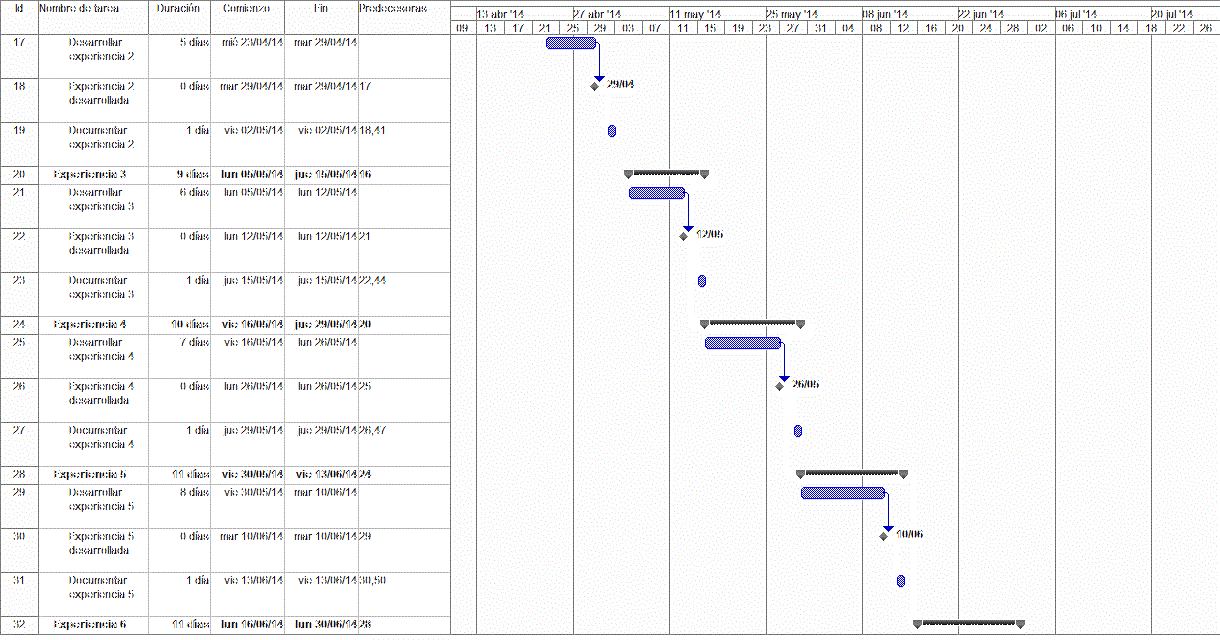 Id Nombre de tarea Duración Comienzo Fin Predecesoras
13 abr '14 27 abr '14 11 may '14 25 may '14 08 jun '14 22 jun '14 06 jul '14 20 jul '14
09 13 17 21 25 29 03 07 11 15 19 23 27 31 04 08 12 16 20 24 28 02 06 10 14 18 22 26
17 Desarrollar 5 días mié 23/04/14 mar 29/04/14
experiencia 2
18 Experiencia 2 0 días mar 29/04/14 mar 29/04/14 17 29/04
desarrollada
19 Documentar 1 día vie 02/05/14 vie 02/05/14 18,41
experiencia 2
20 Experiencia 3 9 días lun 05/05/14 jue 15/05/14 16
21 Desarrollar 6 días lun 05/05/14 lun 12/05/14
experiencia 3
22 Experiencia 3 0 días lun 12/05/14 lun 12/05/14 21 12/05
desarrollada
23 Documentar 1 día jue 15/05/14 jue 15/05/14 22,44
experiencia 3
24 Experiencia 4 10 días vie 16/05/14 jue 29/05/14 20
25 Desarrollar 7 días vie 16/05/14 lun 26/05/14
experiencia 4
26 Experiencia 4 0 días lun 26/05/14 lun 26/05/14 25 26/05
desarrollada
27 Documentar 1 día jue 29/05/14 jue 29/05/14 26,47
experiencia 4
28 Experiencia 5 11 días vie 30/05/14 vie 13/06/14 24
29 Desarrollar 8 días vie 30/05/14 mar 10/06/14
experiencia 5
30 Experiencia 5 0 días mar 10/06/14 mar 10/06/14 29 10/06
desarrollada
31 Documentar 1 día vie 13/06/14 vie 13/06/14 30,50
experiencia 5
32 Experiencia 6 11 días lun 16/06/14 lun 30/06/14 28